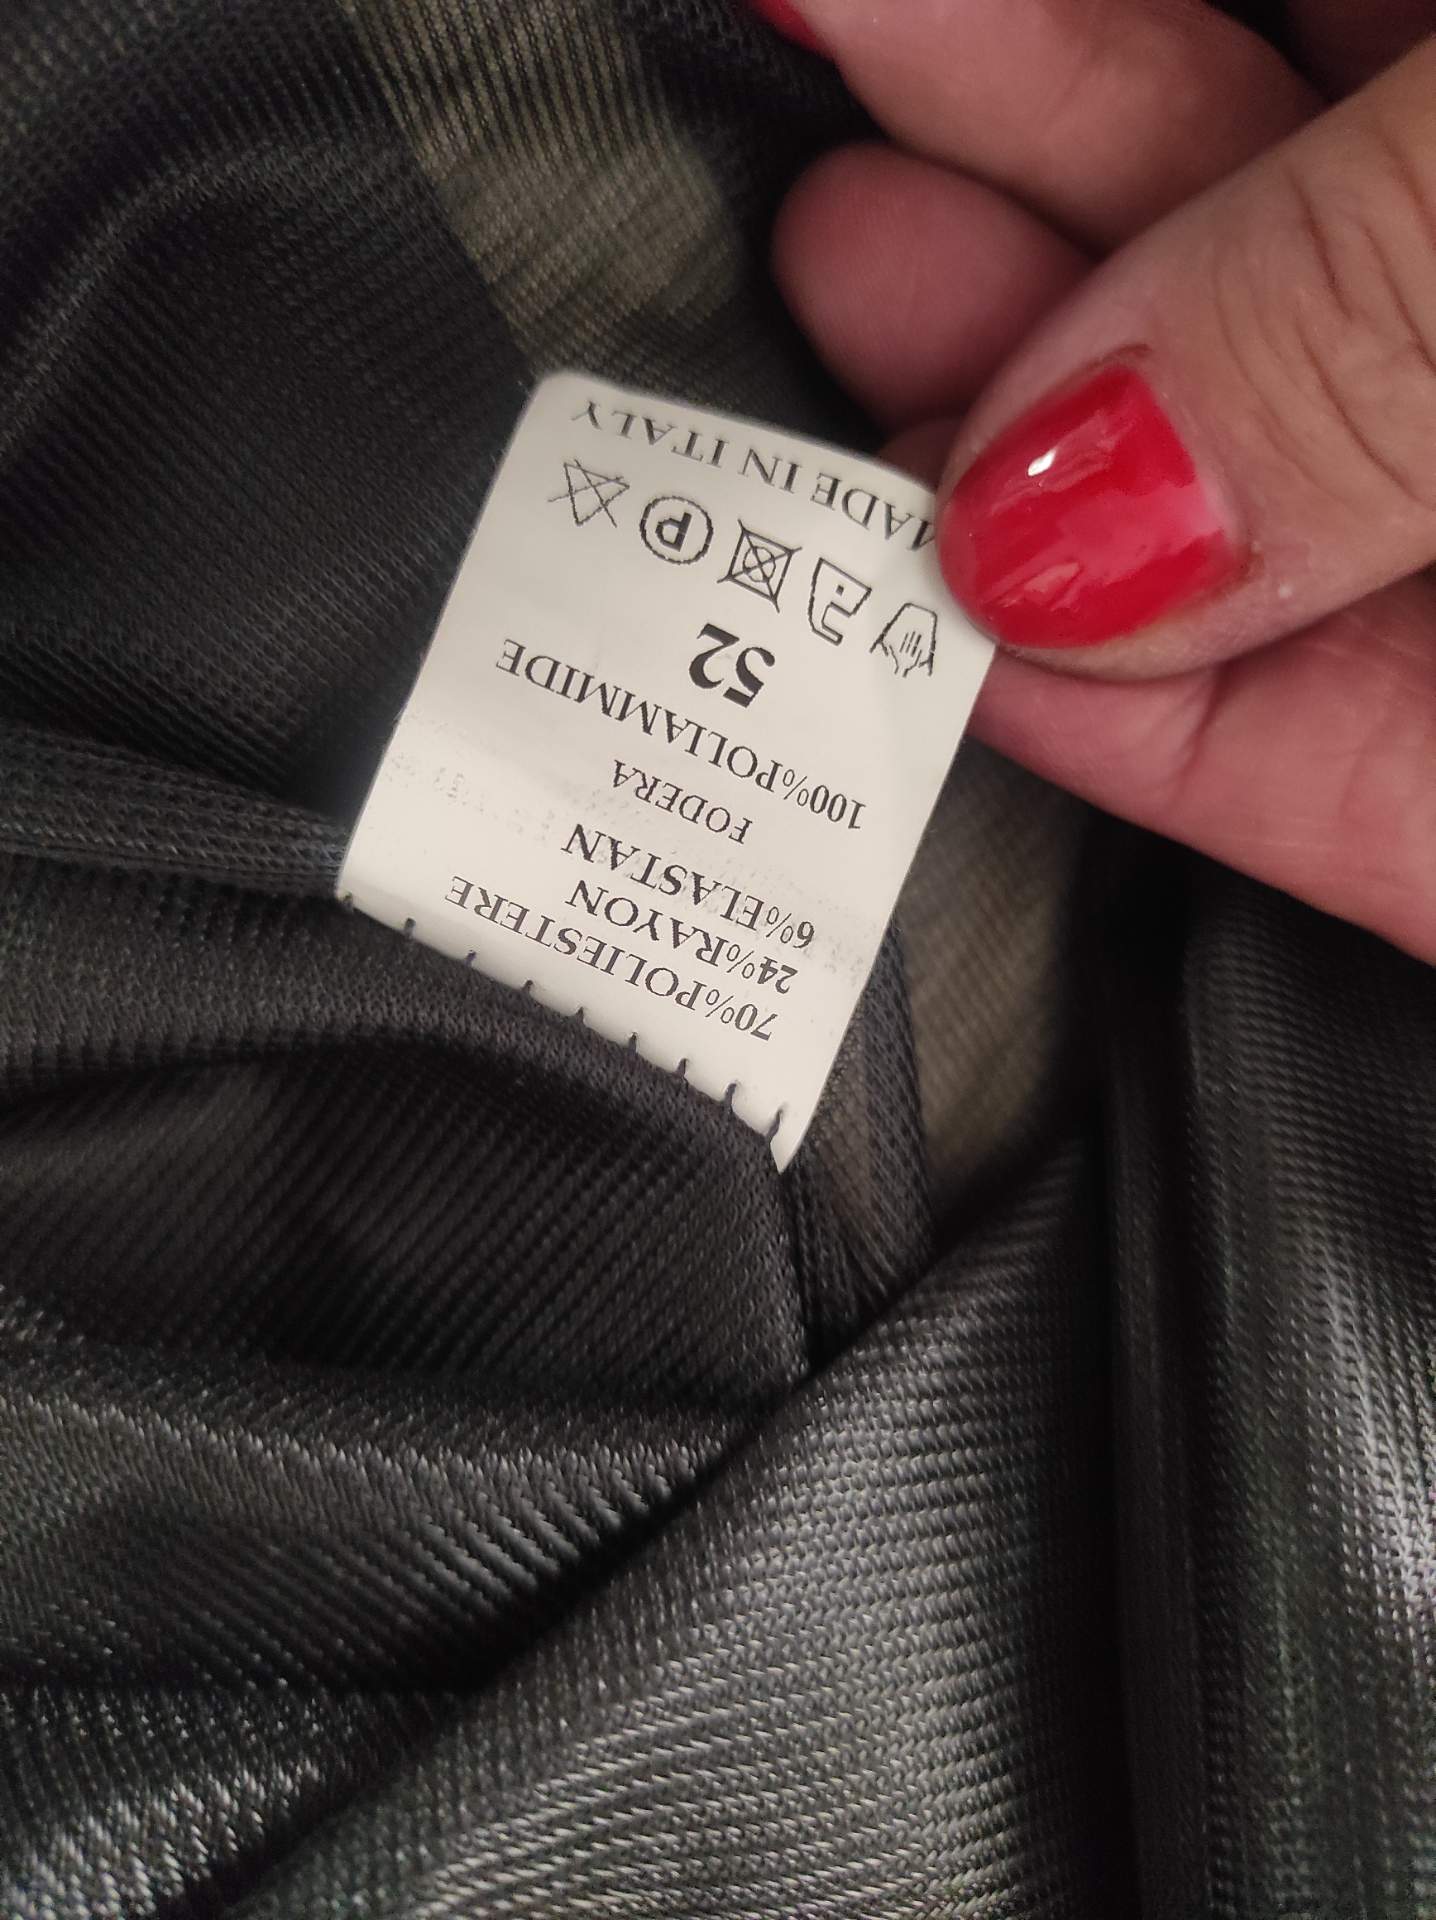 70%POLIESTERE
24%RAYON
6%ELASTAN
FODERA
100%POLIAMMIDE
52
P
MADE IN ITALY